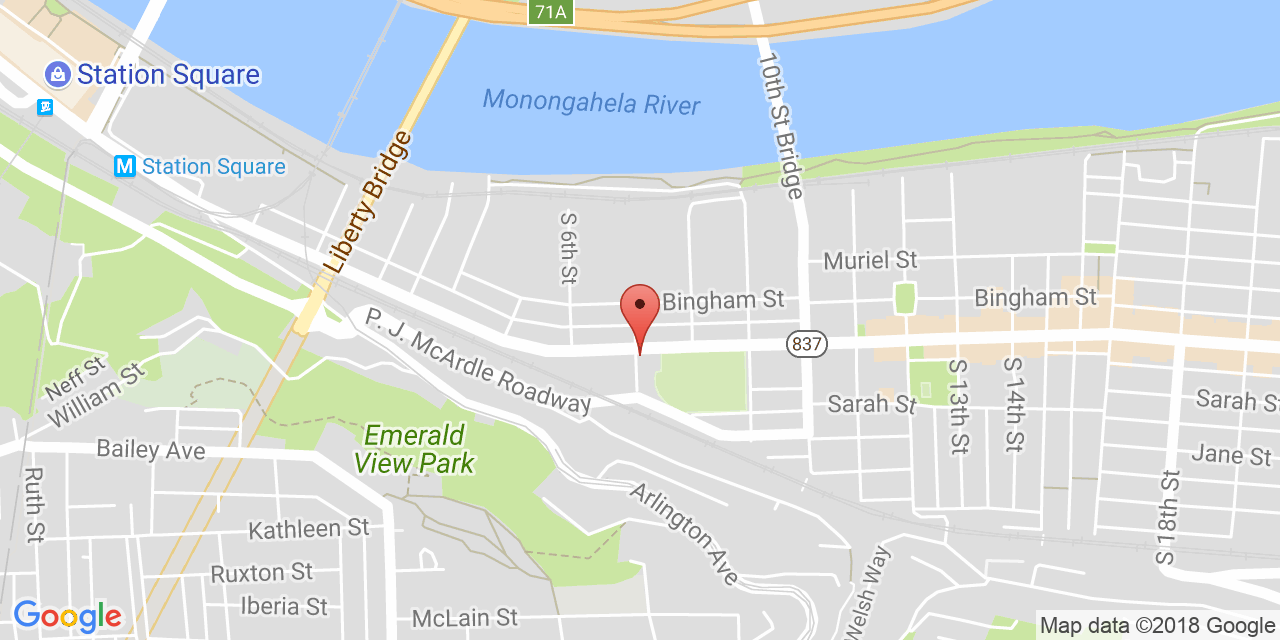 71A
Station Square
Monongahela River
10th St Bridge
M Station Square
Liberty Bridge
S 6th St
Muriel St
Bingham St
Bingham St
P. J. McArdle Roadway
837
Neff St
William St
S 13th St
S 14th St
Sarah St
Sarah St
Emerald
View Park
Bailey Ave
Jane St
Ruth St
Arlington Ave
S 18th St
Kathleen St
Ruxton St
Welsh Way
Iberia St
McLain St
Google
Map data ©2018 Google